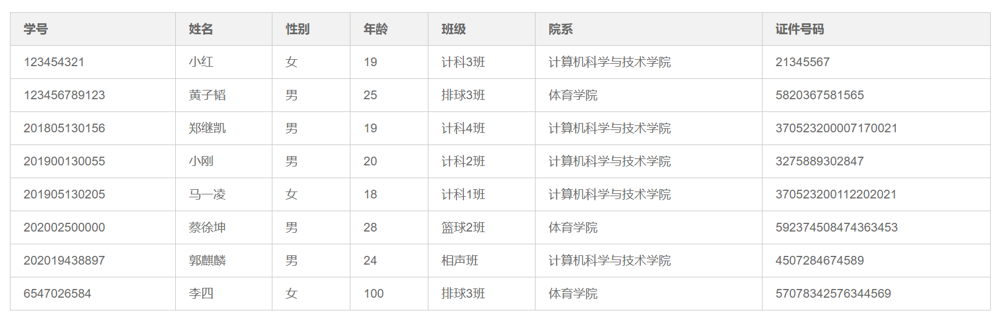 学号 姓名 性别 年龄 班级 院系 证件号码
123454321 小红 女 19 计科3班 计算机科学与技术学院 21345567
123456789123 黄子韬 男 25 排球3班 体育学院 5820367581565
201805130156 郑继凯 男 19 计科4班 计算机科学与技术学院 370523200007170021
201900130055 小刚 男 20 计科2班 计算机科学与技术学院 3275889302847
201905130205 马一凌 女 18 计科1班 计算机科学与技术学院 370523200112202021
202002500000 蔡徐坤 男 28 篮球2班 体育学院 592374508474363453
202019438897 郭麒麟 男 24 相声班 计算机科学与技术学院 4507284674589
6547026584 李四 女 100 排球3班 体育学院 57078342576344569